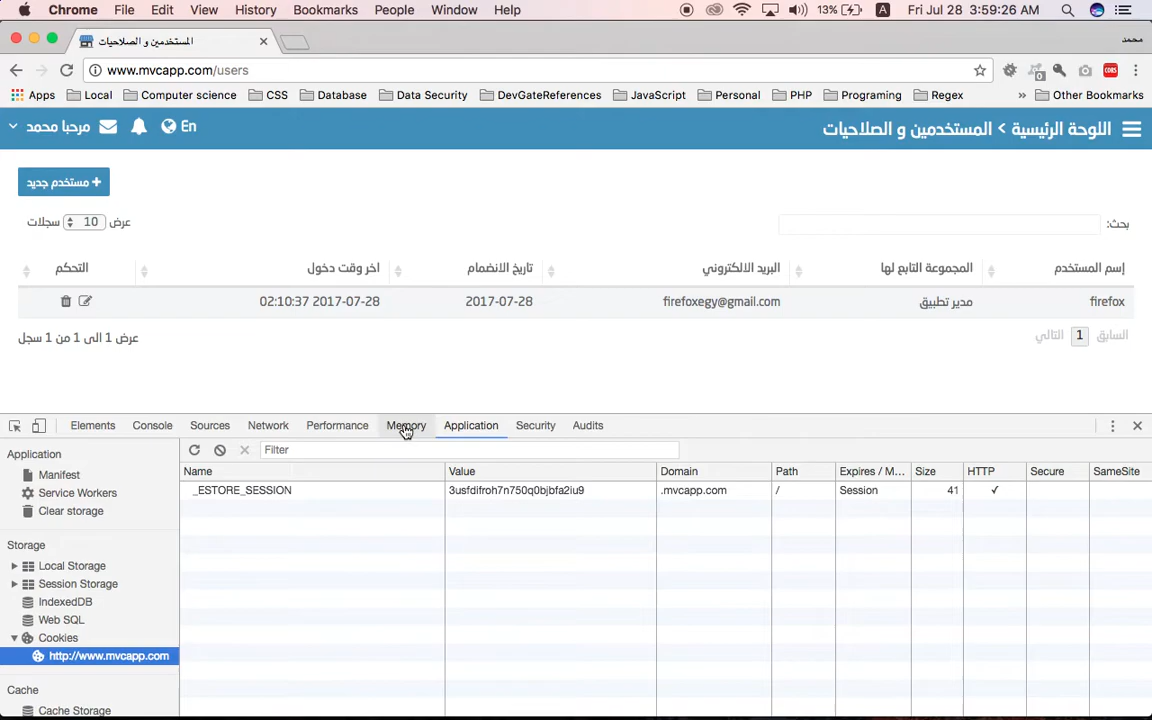 Chrome File Edit View History Bookmarks People Window Help 13% A Fri Jul 28 3:59:26 AM
المستخدمين و الصلاحيات محمد
www.mvcapp.com/users 0 CORS
Apps Local Computer science CSS Database Data Security DevGateReferences JavaScript Personal PHP Programing Regex » Other Bookmarks
اللوحة الرئيسية > المستخدمين و الصلاحيات En مرحبا محمد
+ مستخدم جديد
بحث: عرض 10 سجلات
إسم المستخدم المجموعة التابع لها البريد الالكتروني تاريخ الانضمام اخر وقت دخول التحكم
firefox مدير تطبيق firefoxegy@gmail.com 2017-07-28 02:10:37 2017-07-28
السابق 1 التالي عرض 1 الى 1 من 1 سجل
Elements Console Sources Network Performance Memory Application Security Audits
Application Filter
Name Value Domain Path Expires / M... Size HTTP Secure SameSite
_ESTORE_SESSION 3usfdifroh7n750q0bjbfa2iu9 .mvcapp.com / Session 41 ✓
Manifest
Service Workers
Clear storage
Storage
Local Storage
Session Storage
IndexedDB
Web SQL
Cookies
http://www.mvcapp.com
Cache
Cache Storage